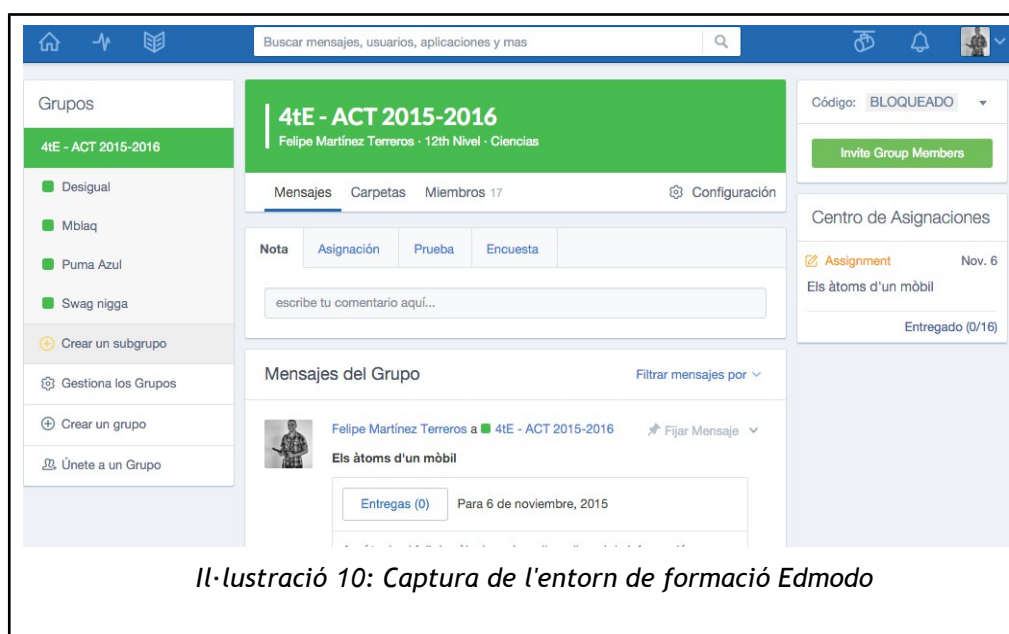 Buscar mensajes, usuarios, aplicaciones y mas
Grupos
4tE - ACT 2015-2016
Desigual
Mblaq
Puma Azul
Swag nigga
Crear un subgrupo
Gestiona los Grupos
Crear un grupo
Únete a un Grupo
4tE - ACT 2015-2016
Felipe Martínez Terreros · 12th Nivel · Ciencias
Mensajes Carpetas Miembros 17 Configuración
Nota Asignación Prueba Encuesta
escribe tu comentario aquí...
Mensajes del Grupo Filtrar mensajes por
Felipe Martínez Terreros a 4tE - ACT 2015-2016 Fijar Mensaje
Els àtoms d'un mòbil
Entregas (0) Para 6 de noviembre, 2015
Código: BLOQUEADO
Invite Group Members
Centro de Asignaciones
Assignment Nov. 6
Els àtoms d'un mòbil
Entregado (0/16)
Il·lustració 10: Captura de l'entorn de formació Edmodo